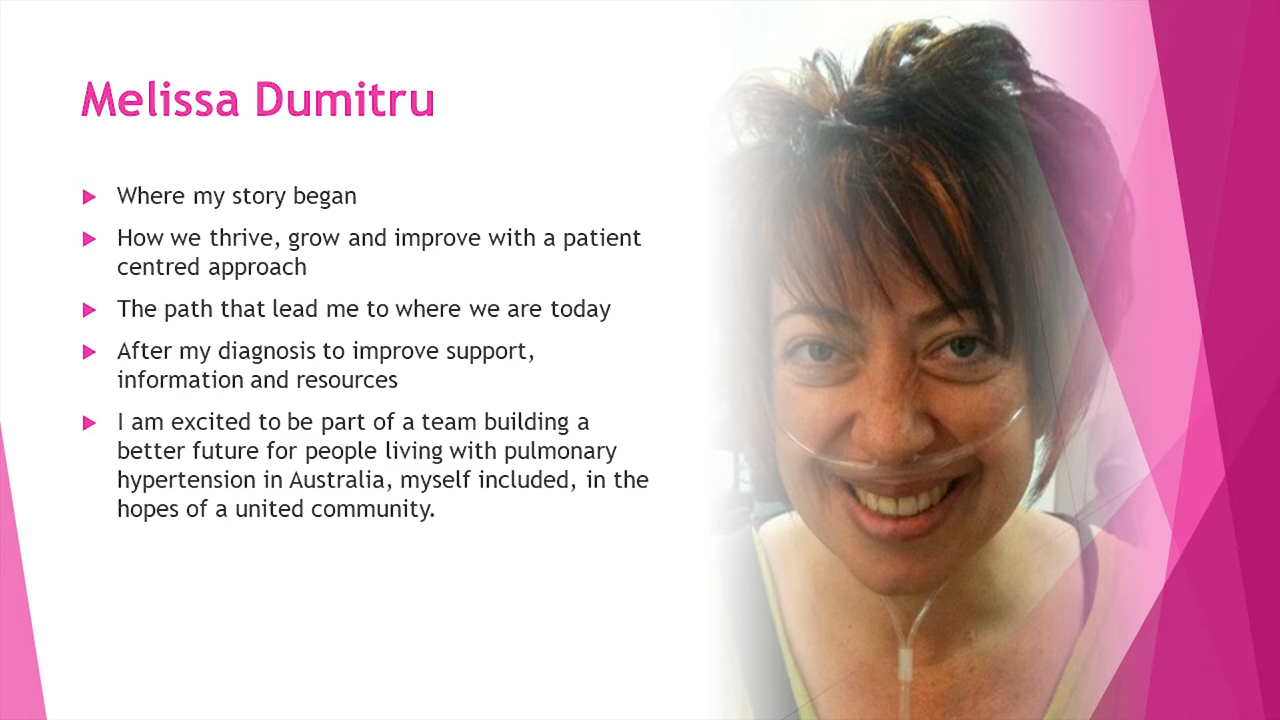 Melissa Dumitru
Where my story began
How we thrive, grow and improve with a patient
centred approach
The path that lead me to where we are today
After my diagnosis to improve support,
information and resources
I am excited to be part of a team building a
better future for people living with pulmonary
hypertension in Australia, myself included, in the
hopes of a united community.